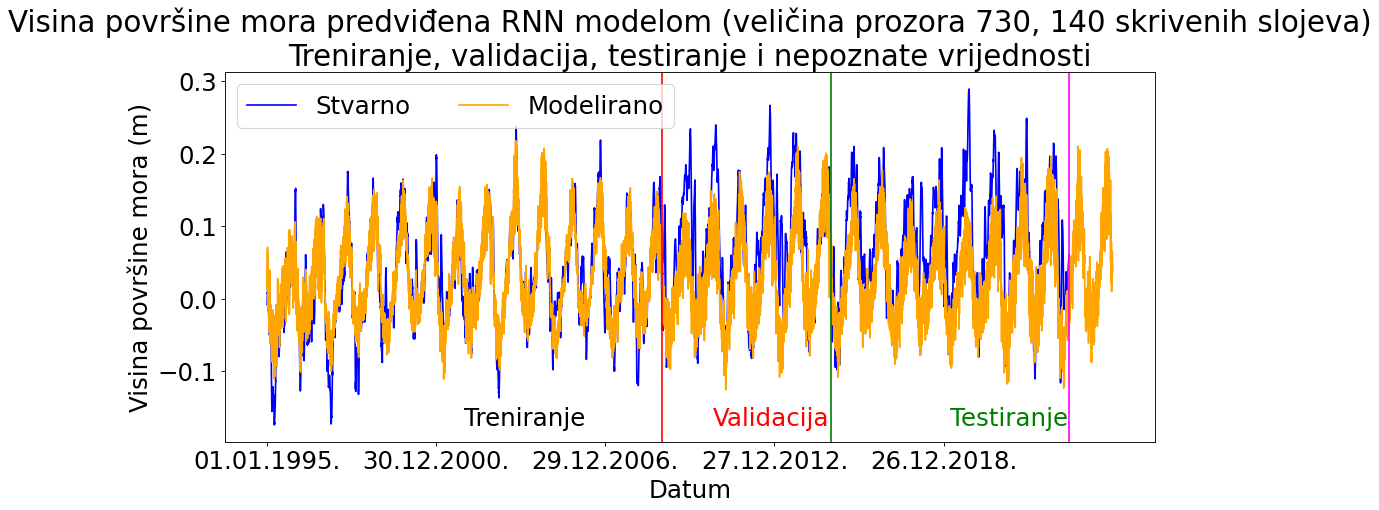 Visina površine mora predviđena RNN modelom (veličina prozora 730, 140 skrivenih slojeva)
Treniranje, validacija, testiranje i nepoznate vrijednosti
Stvarno Modelirano
Visina površine mora (m)
0.3
0.2
0.1
0.0
−0.1
Treniranje Validacija Testiranje
01.01.1995. 30.12.2000. 29.12.2006. 27.12.2012. 26.12.2018.
Datum